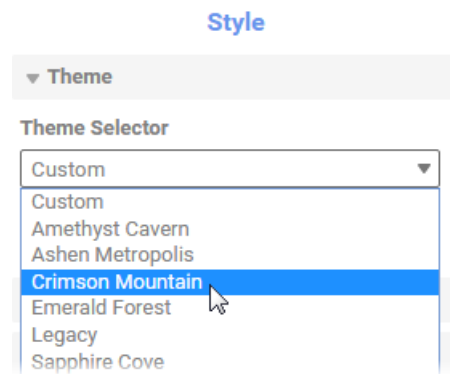 Style
Theme
Theme Selector
Custom
Custom
Amethyst Cavern
Ashen Metropolis
Crimson Mountain
Emerald Forest
Legacy
Sapphire Cove